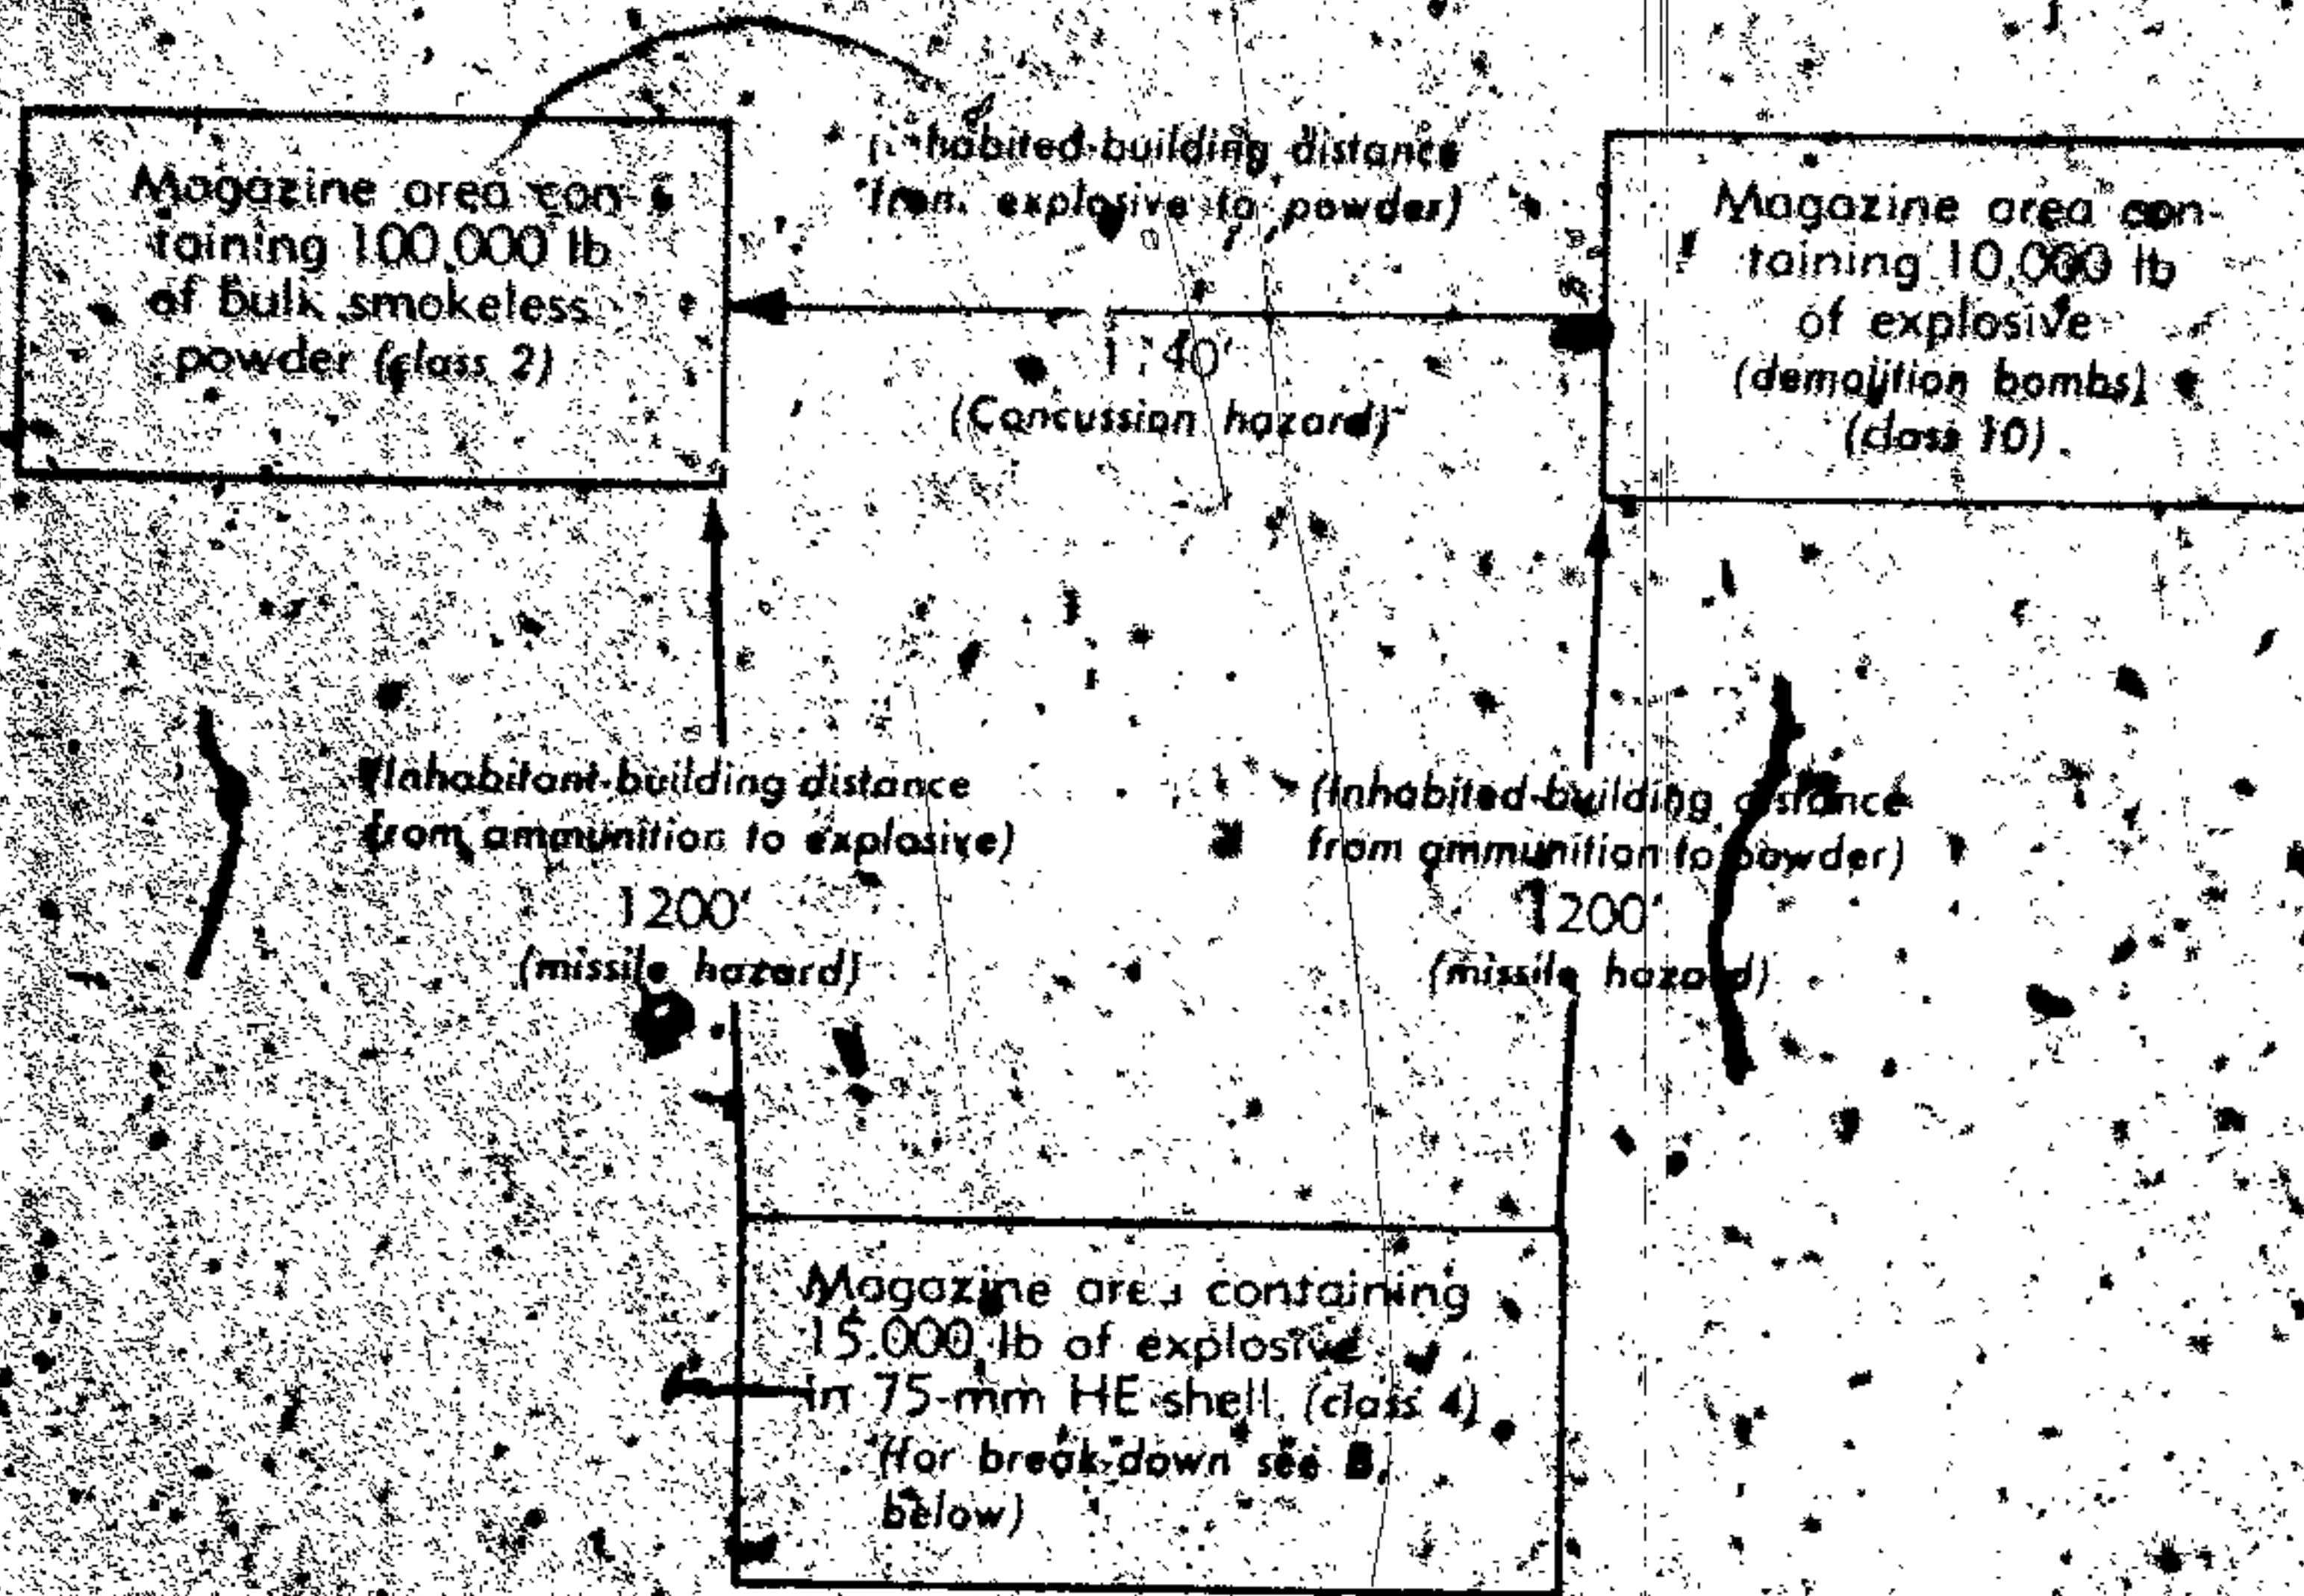 Magazine area con-
taining 100,000 lb
of bulk smokeless
powder (class 2)
habited-building distance
explosive to powder)
(Concussion hazard)
Magazine area con-
taining 10,000 lb
of explosive
(demolition bombs)
(class 10)
(Inhabitant-building distance
from ammunition to explosive)
1200'
(missile hazard)
(Inhabited-building distance
from ammunition to powder)
1200'
(missile hazard)
Magazine area containing
15,000 lb of explosive
in 75-mm HE shell (class 4)
(for break-down see B,
below)